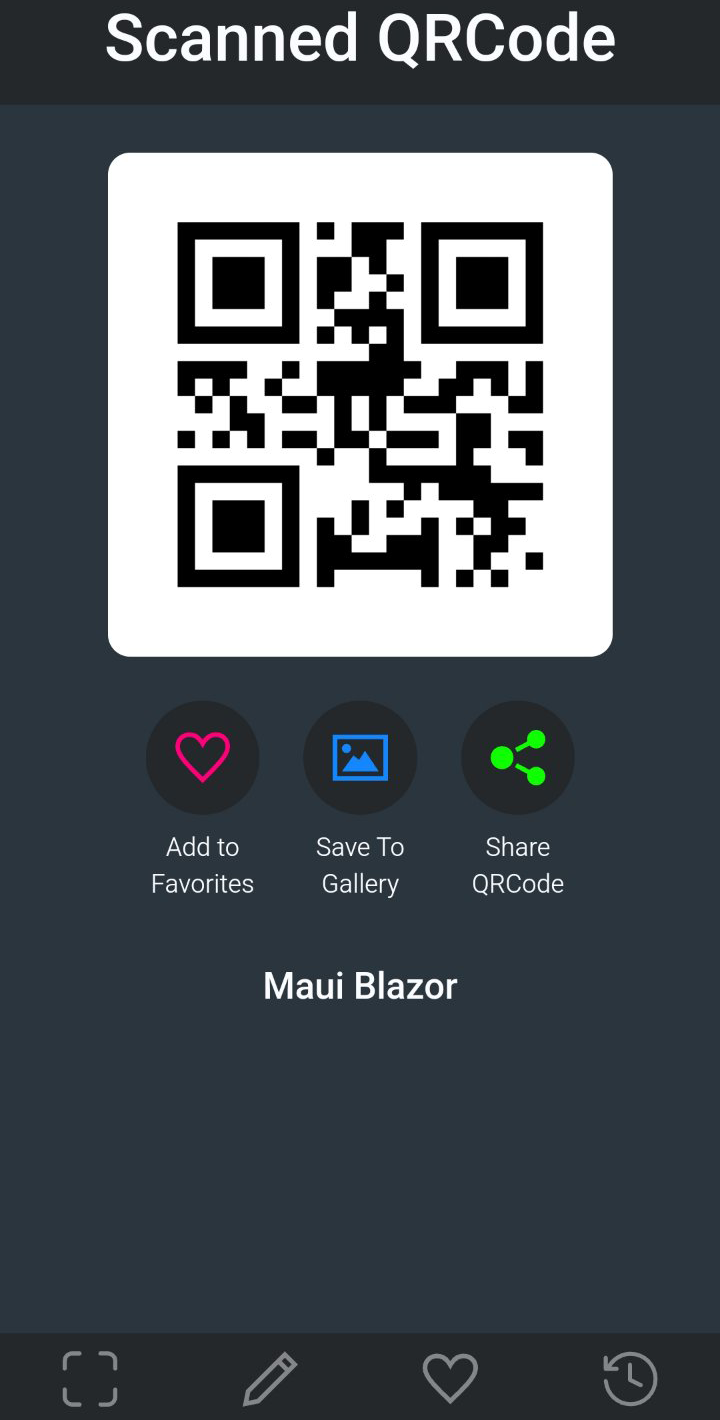 Scanned QRCode
Add to
Favorites
Save To
Gallery
Share
QRCode
Maui Blazor